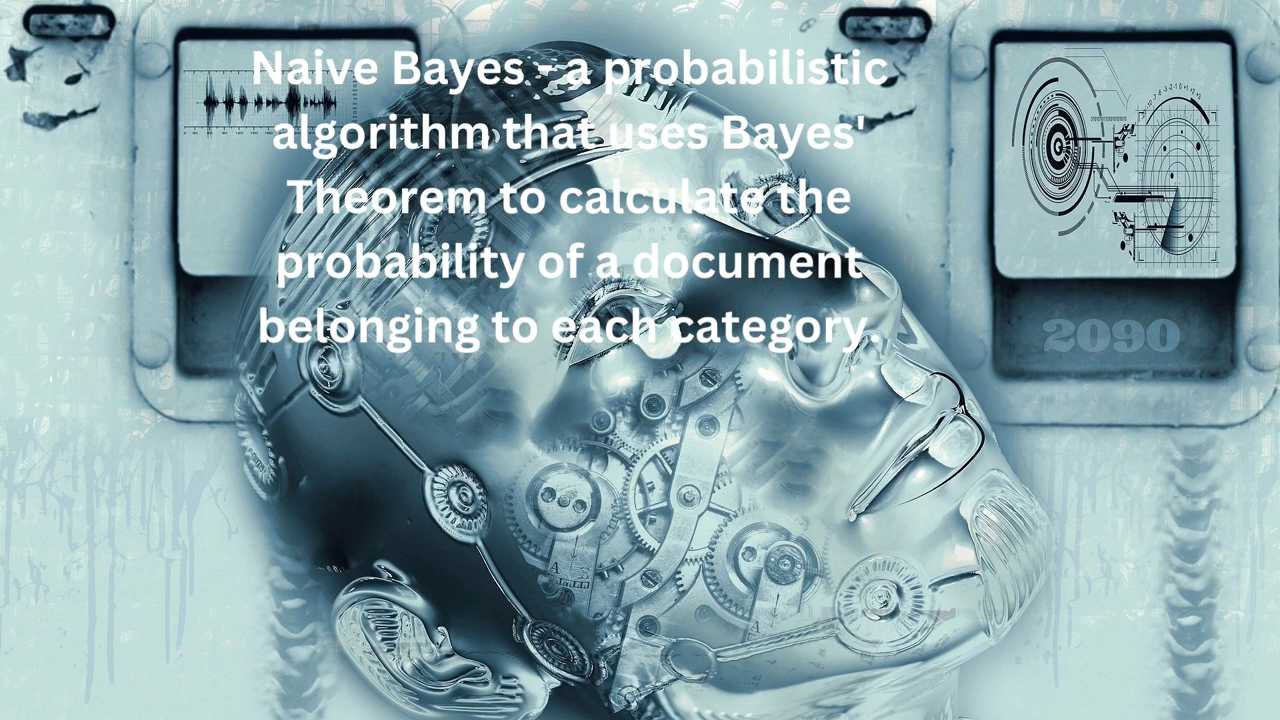 Naive Bayes - a probabilistic
algorithm that uses Bayes'
Theorem to calculate the
probability of a document
belonging to each category.
2090